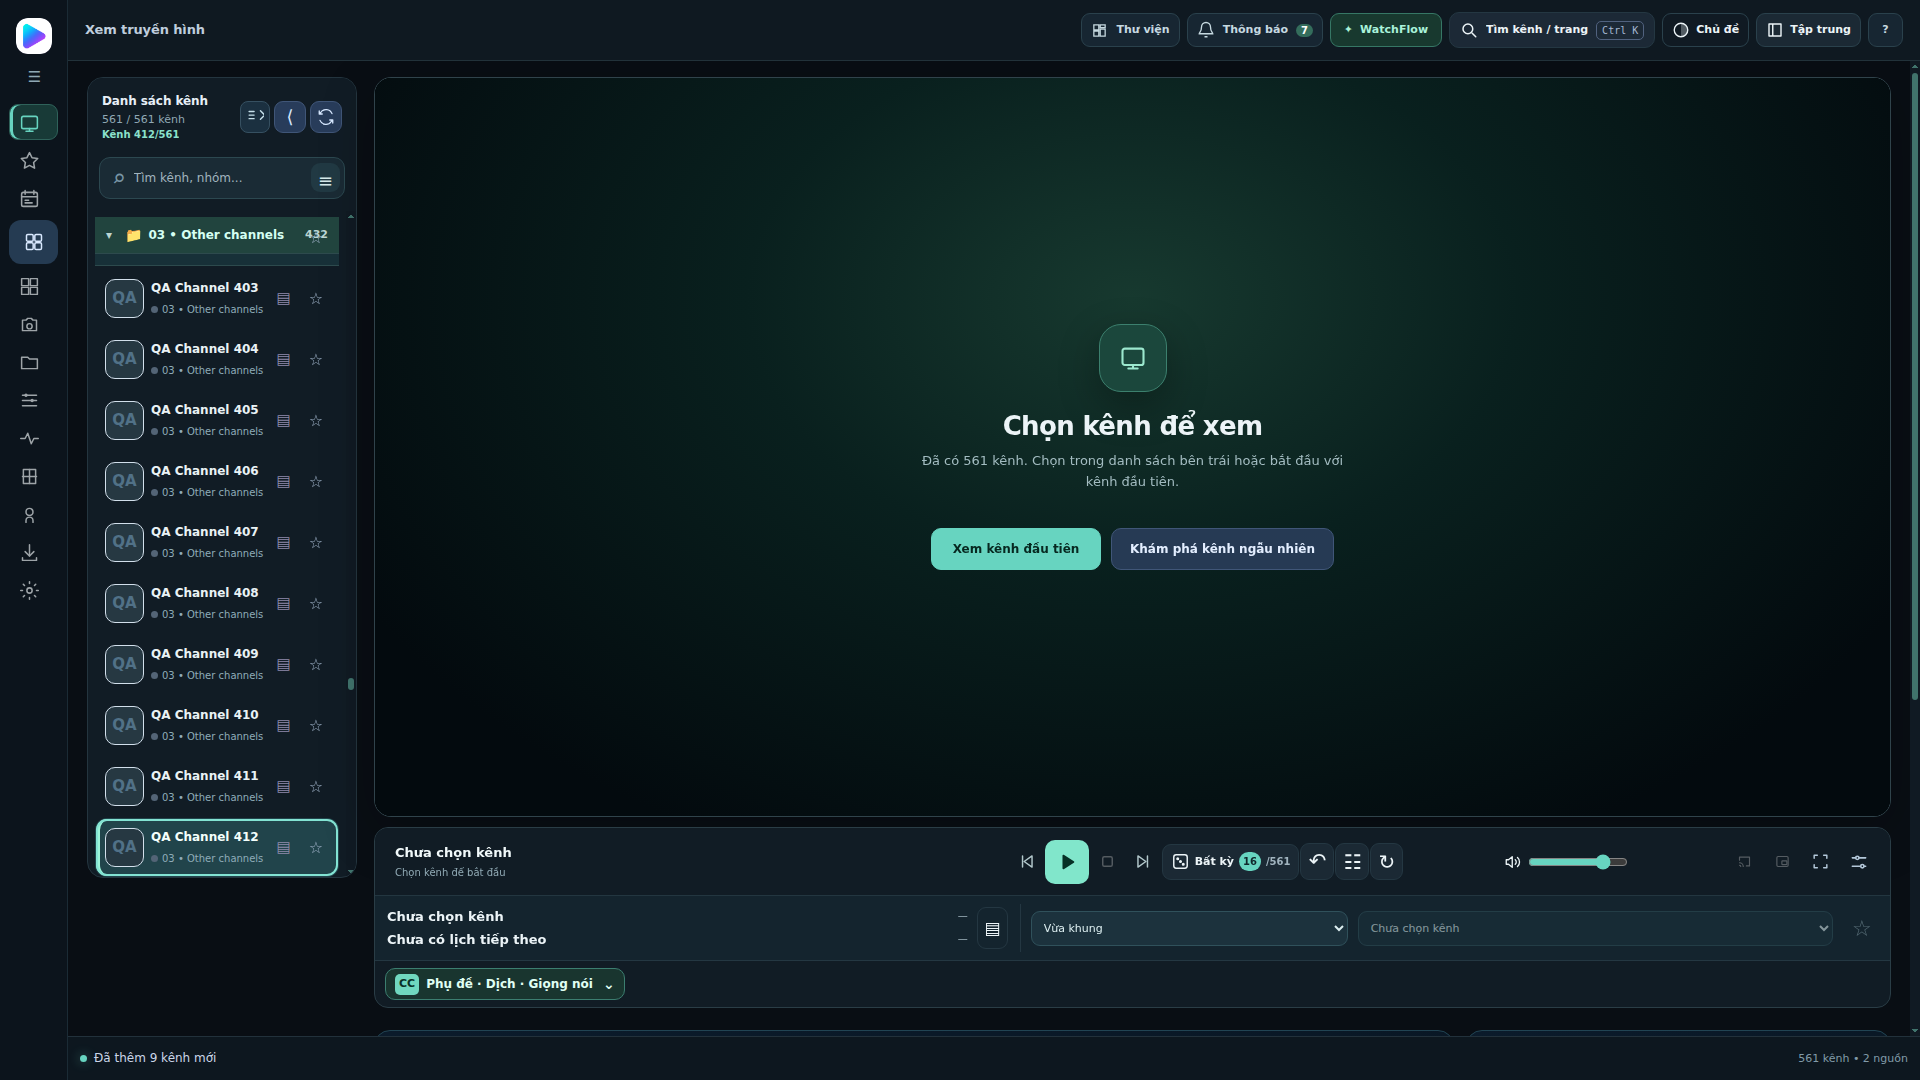 Xem truyền hình
Thư viện
Thông báo 7
WatchFlow
Tìm kênh / trang Ctrl K
Chủ đề
Tập trung
?
Danh sách kênh
561 / 561 kênh
Kênh 412/561
Tìm kênh, nhóm...
03 • Other channels 432
QA QA Channel 403
03 • Other channels
QA QA Channel 404
03 • Other channels
QA QA Channel 405
03 • Other channels
QA QA Channel 406
03 • Other channels
QA QA Channel 407
03 • Other channels
QA QA Channel 408
03 • Other channels
QA QA Channel 409
03 • Other channels
QA QA Channel 410
03 • Other channels
QA QA Channel 411
03 • Other channels
QA QA Channel 412
03 • Other channels
Chọn kênh để xem
Đã có 561 kênh. Chọn trong danh sách bên trái hoặc bắt đầu với
kênh đầu tiên.
Xem kênh đầu tiên
Khám phá kênh ngẫu nhiên
Chưa chọn kênh
Chọn kênh để bắt đầu
Bất kỳ 16 /561
Chưa chọn kênh —
Chưa có lịch tiếp theo —
Vừa khung
Chưa chọn kênh
CC Phụ đề · Dịch · Giọng nói
Đã thêm 9 kênh mới
561 kênh • 2 nguồn